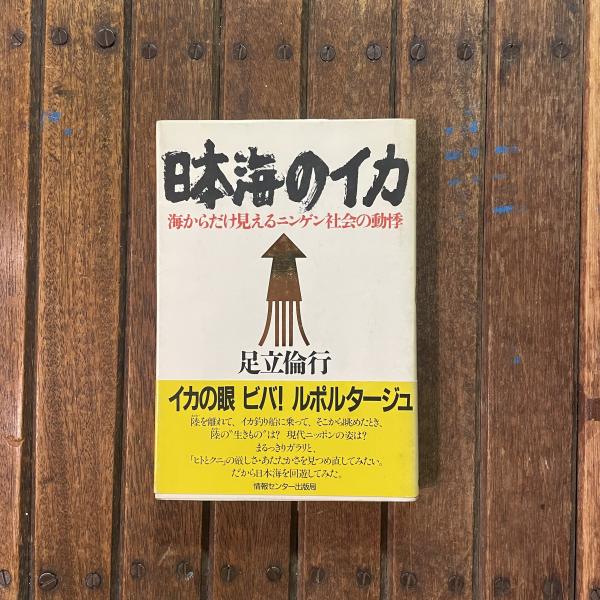 日本海のイカ
海からだけ見えるニンゲン社会の動悸
足立倫行
イカの眼 ビバ! ルポルタージュ
陸を離れて、イカ釣り船に乗って、そこから眺めたとき、
陸の“生きもの”は? 現代ニッポンの姿は?
まるっきりガラリと、
「ヒトとクニ」の厳しさ・あたたかさを見つめ直してみたい。
だから日本海を回遊してみた。
情報センター出版局